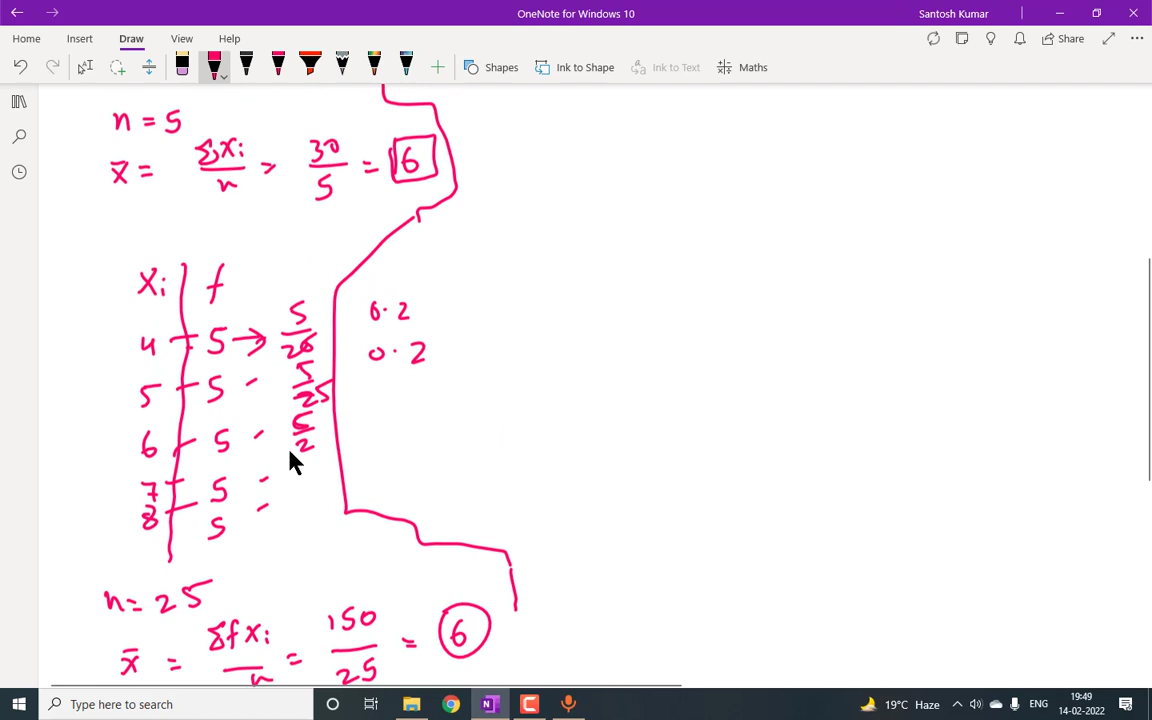 OneNote for Windows 10
Santosh Kumar
Home Insert Draw View Help
Share
Shapes Ink to Shape Ink to Text Maths
n = 5
x̄ = Σxi/n > 30/5 = 6
xi f
4 5 → 5/25 0.2
5 5 - 5/25 0.2
6 5 - 5/2
7 5 -
8 5 -
n = 25
x̄ = Σfxi/n = 150/25 = 6
Type here to search
19°C Haze ENG 19:49
14-02-2022